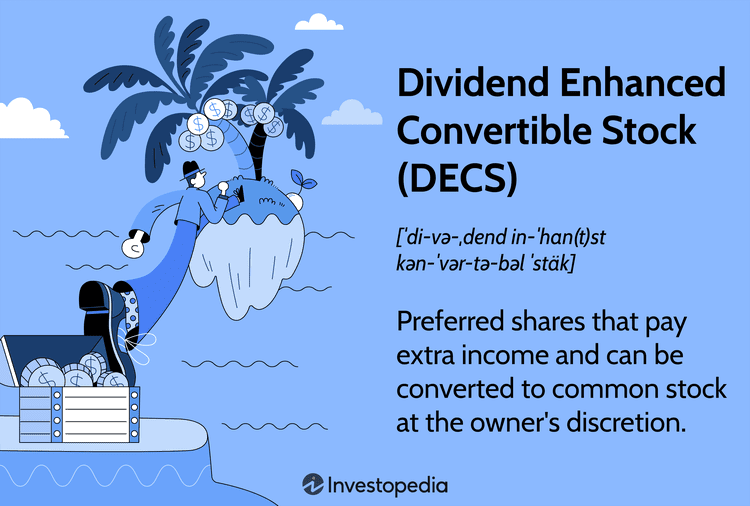 Dividend Enhanced
Convertible Stock
(DECS)
[ˈdi-və-ˌdend in-ˈhan(t)st
kən-ˈvər-tə-bəl ˈstäk]
Preferred shares that pay
extra income and can be
converted to common stock
at the owner's discretion.
$ $ $ $ $ $
$ $ $
Investopedia